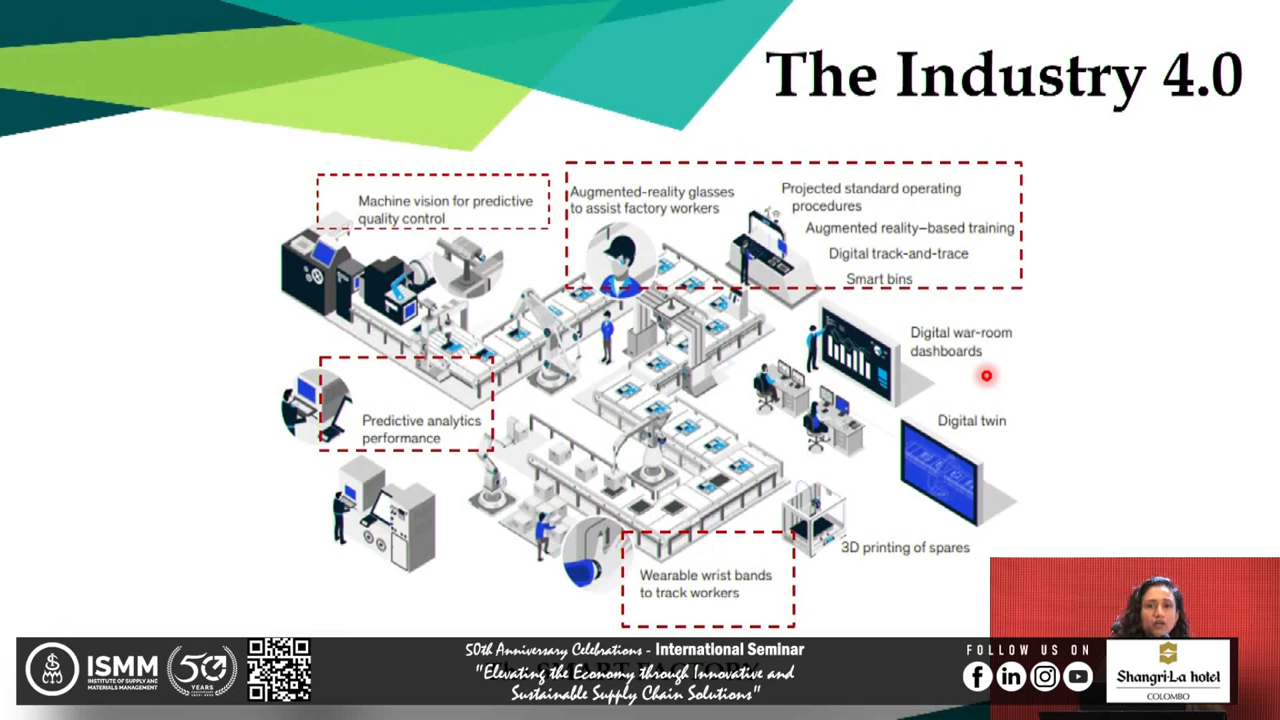 The Industry 4.0
Machine vision for predictive
quality control
Augmented-reality glasses
to assist factory workers
Projected standard operating
procedures
Augmented reality–based training
Digital track-and-trace
Smart bins
Digital war-room
dashboards
Predictive analytics
performance
Digital twin
3D printing of spares
Wearable wrist bands
to track workers
ISMM
INSTITUTE OF SUPPLY AND
MATERIALS MANAGEMENT
50
YEARS
50th Anniversary Celebrations - International Seminar
"Elevating the Economy through Innovative and
Sustainable Supply Chain Solutions"
SMART FACTORY
FOLLOW US ON
Shangri-La hotel
COLOMBO